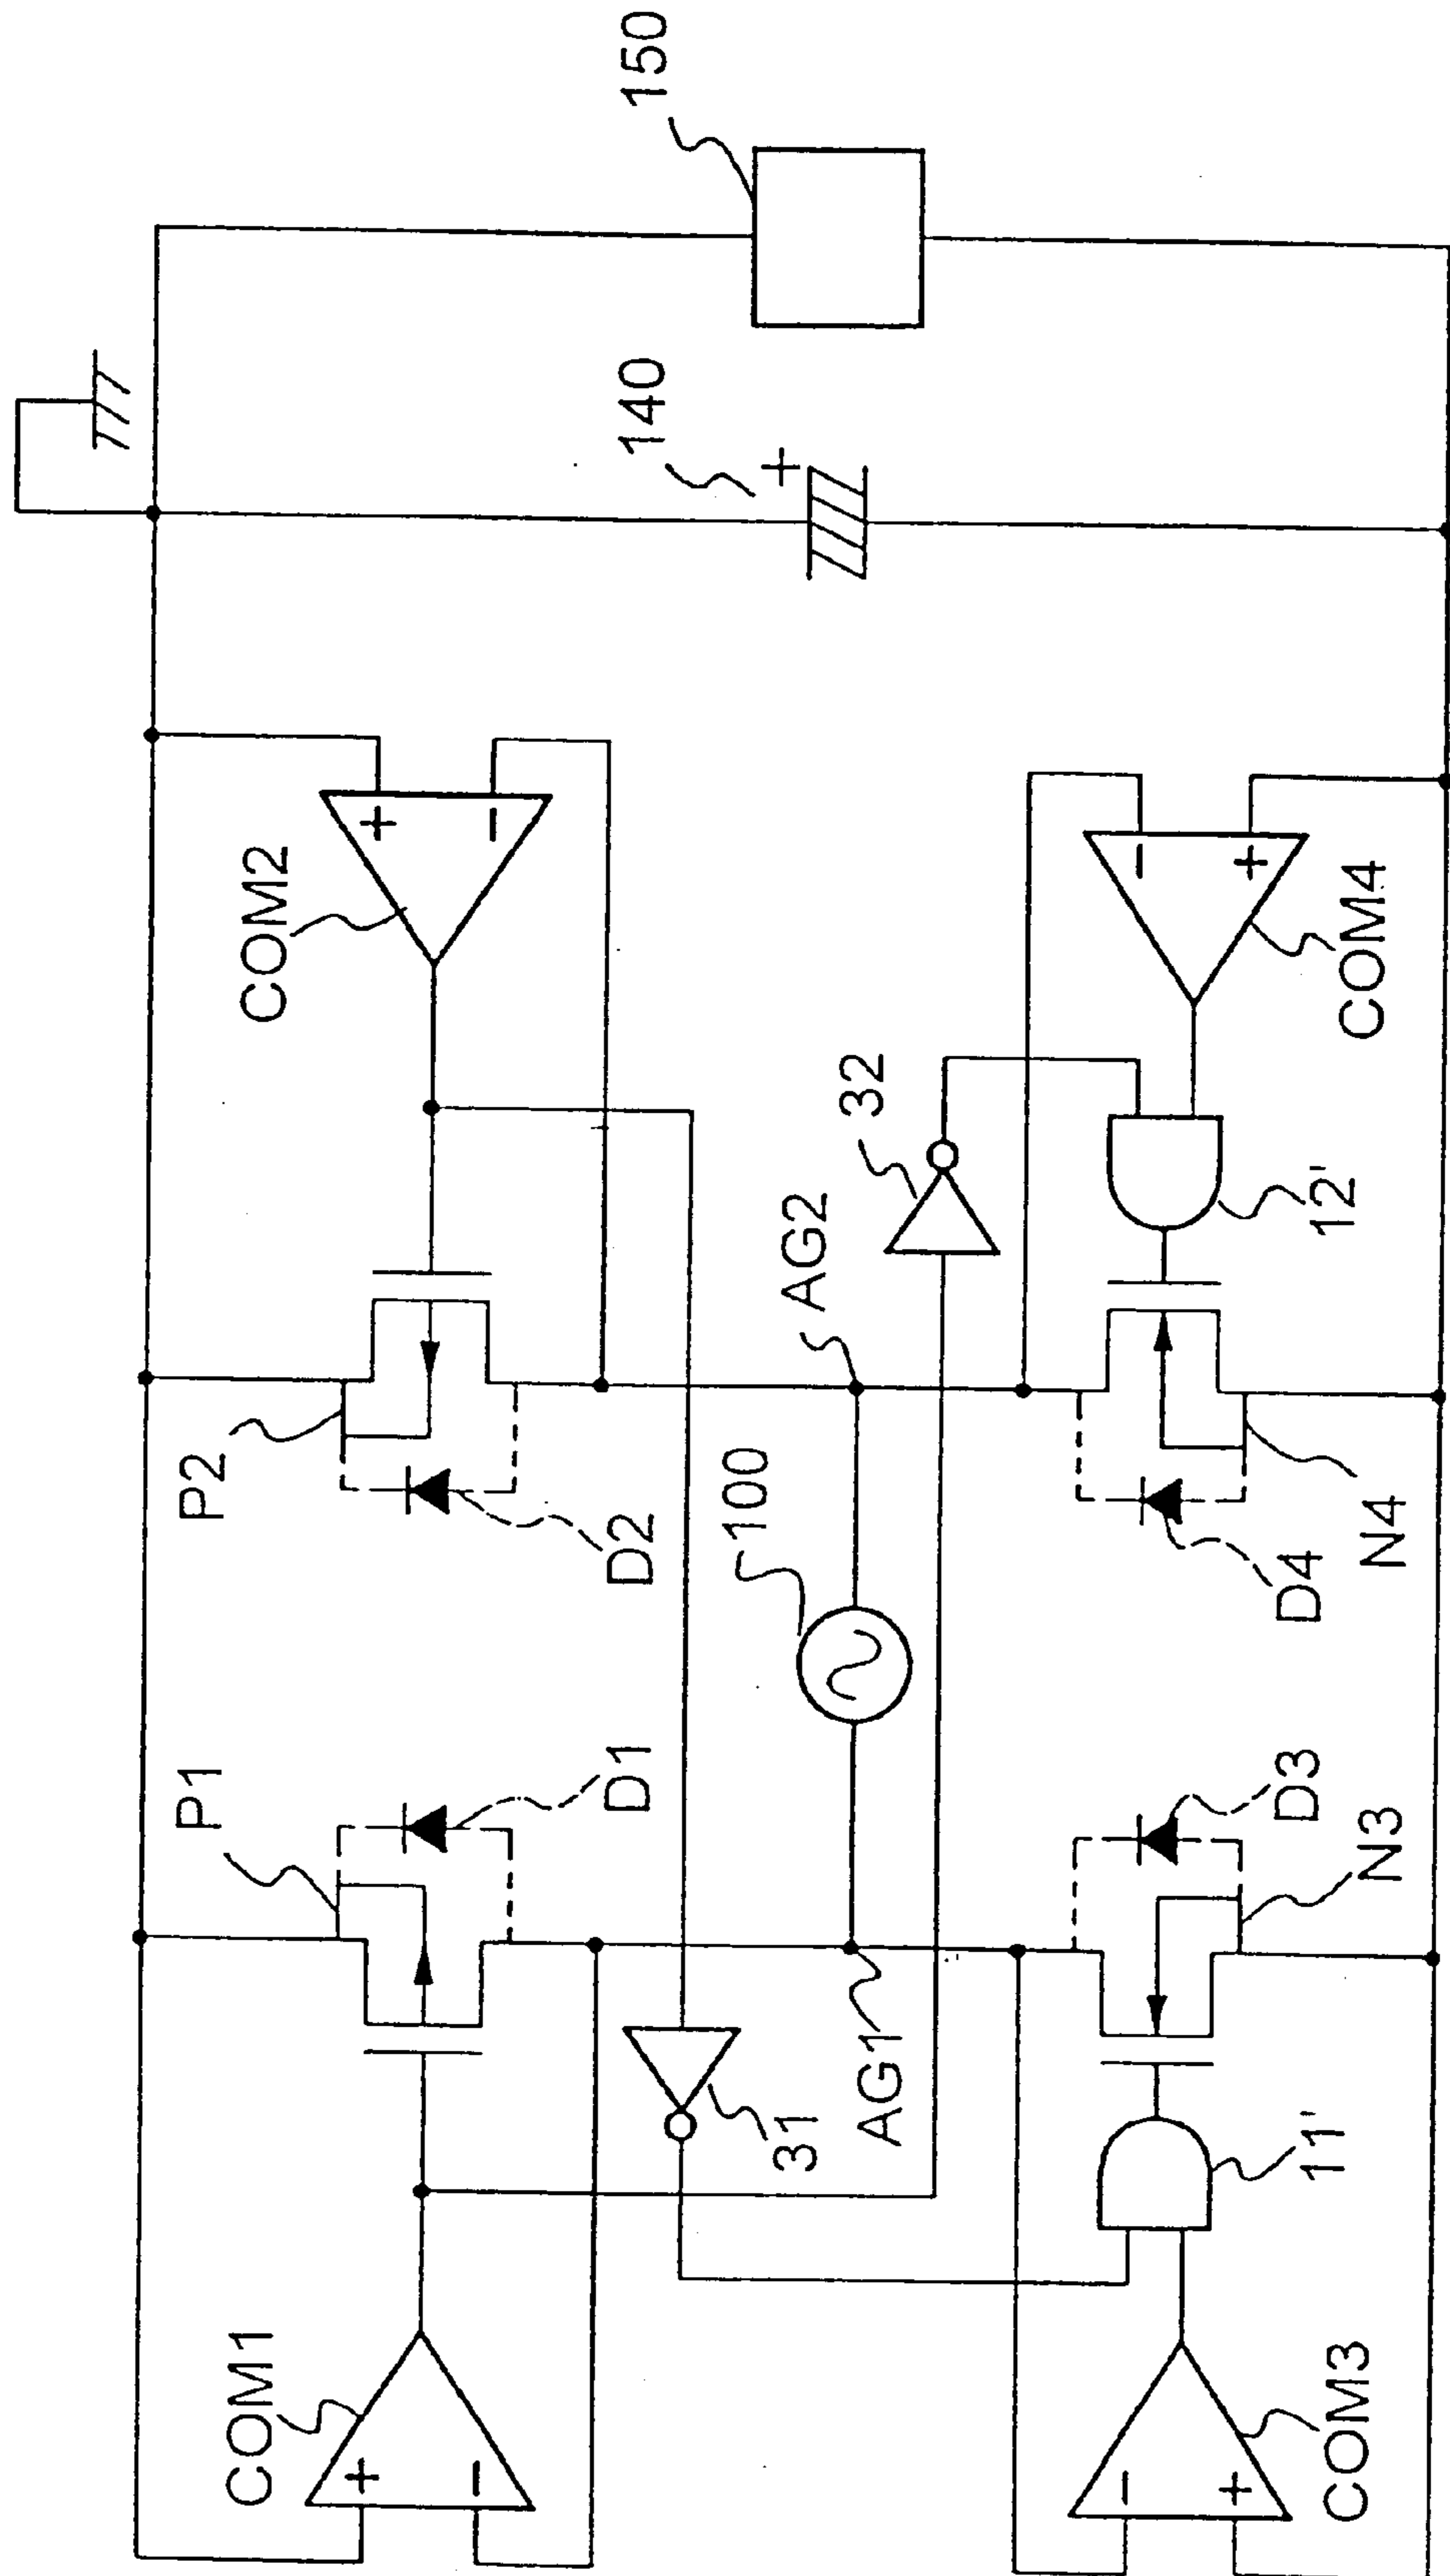 150
140
+
COM2
+
−
−
+
COM4
32
12'
AG2
P2
D2
100
D4
N4
P1
D1
D3
N3
AG1
31
11'
COM1
+
−
−
+
COM3